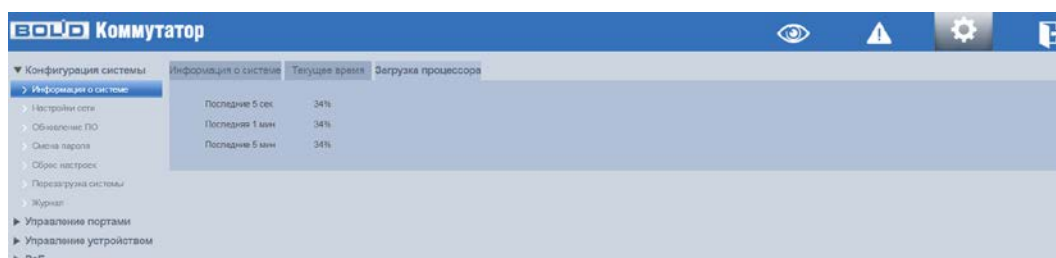 BOLID Коммутатор
Конфигурация системы
Информация о системе
Настройки сети
Обновление ПО
Смена пароля
Сброс настроек
Перезагрузка системы
Журнал
Управление портами
Управление устройством
PoE
Информация о системе Текущее время Загрузка процессора
Последние 5 сек 34%
Последняя 1 мин 34%
Последние 5 мин 34%